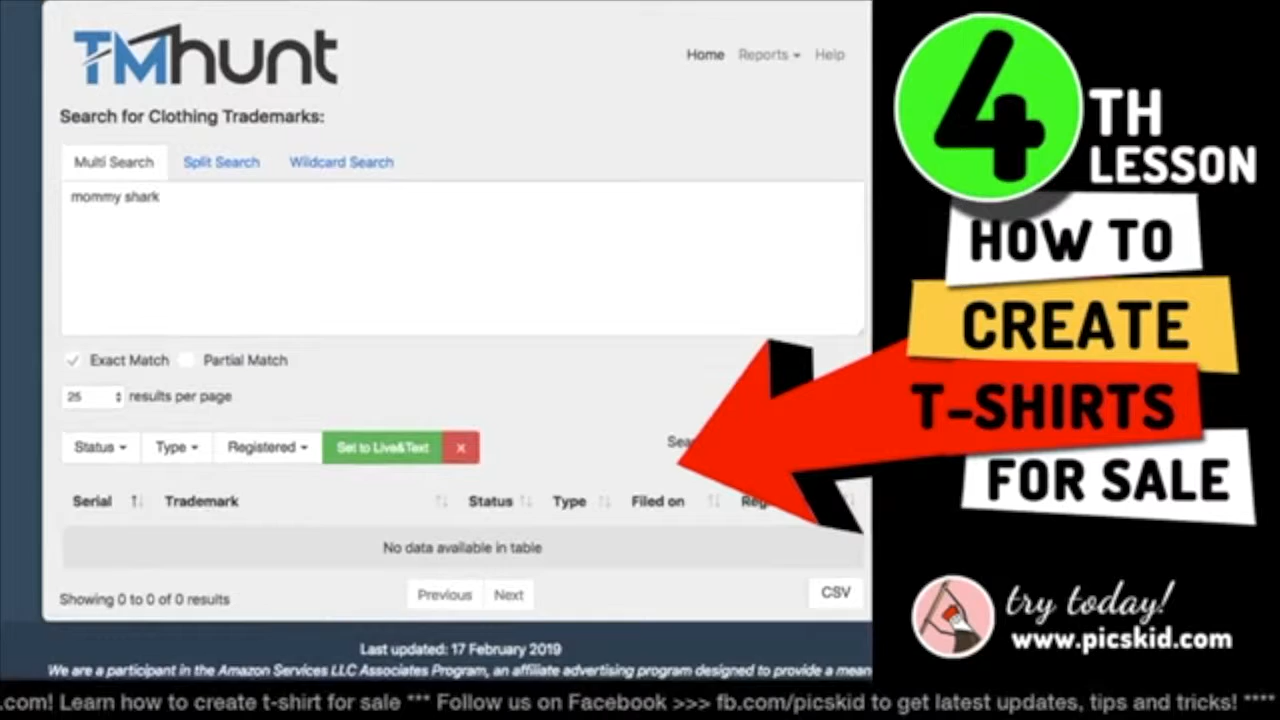 TMhunt
Home Reports Help
Search for Clothing Trademarks:
Multi Search Split Search Wildcard Search
mommy shark
Exact Match Partial Match
25 results per page
Status Type Registered Set to Live&Text X
Serial Trademark Status Type Filed on
No data available in table
Showing 0 to 0 of 0 results
Previous Next
CSV
Last updated: 17 February 2019
We are a participant in the Amazon Services LLC Associates Program, an affiliate advertising program designed to provide a
4TH
LESSON
HOW TO
CREATE
T-SHIRTS
FOR SALE
try today!
www.picskid.com
.com! Learn how to create t-shirt for sale *** Follow us on Facebook >>> fb.com/picskid to get latest updates, tips and tricks! ****